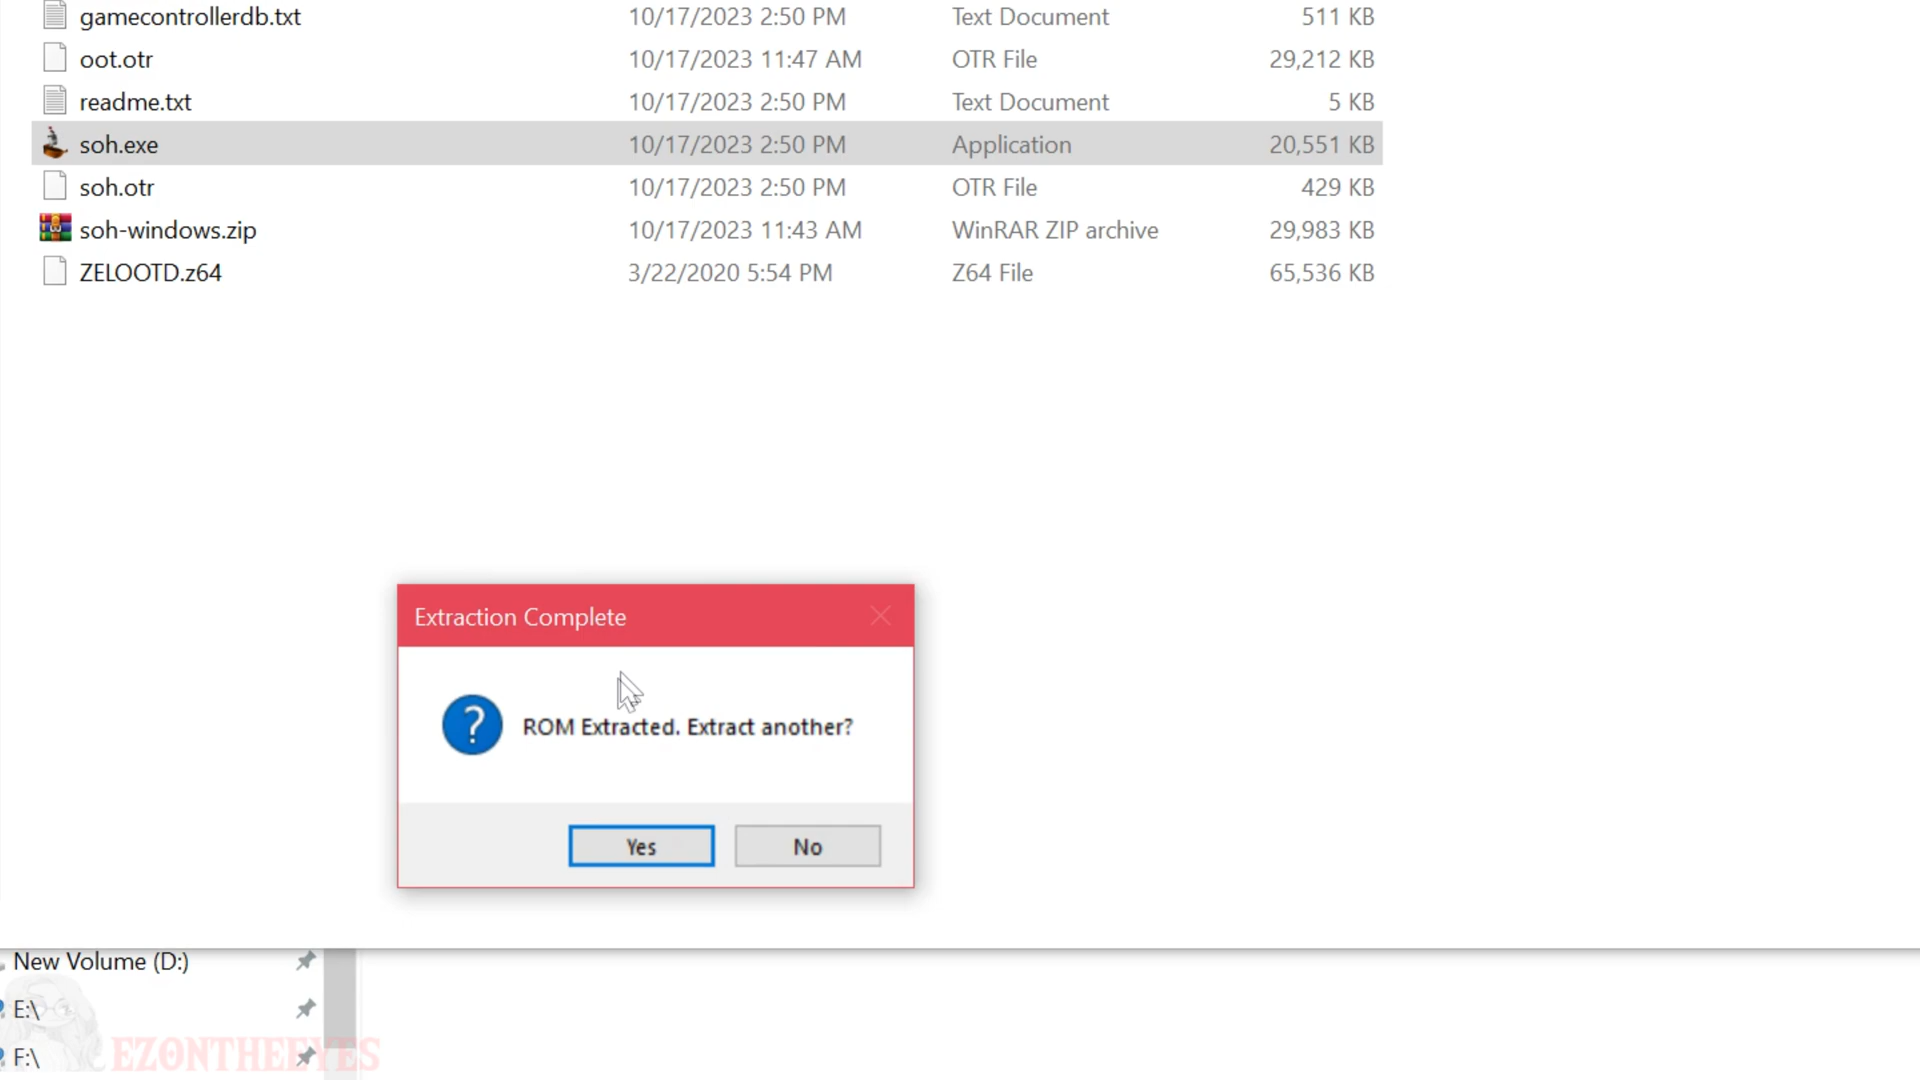 gamecontrollerdb.txt 10/17/2023 2:50 PM Text Document 511 KB
oot.otr 10/17/2023 11:47 AM OTR File 29,212 KB
readme.txt 10/17/2023 2:50 PM Text Document 5 KB
soh.exe 10/17/2023 2:50 PM Application 20,551 KB
soh.otr 10/17/2023 2:50 PM OTR File 429 KB
soh-windows.zip 10/17/2023 11:43 AM WinRAR ZIP archive 29,983 KB
ZELOOTD.z64 3/22/2020 5:54 PM Z64 File 65,536 KB
Extraction Complete
ROM Extracted. Extract another?
Yes No
New Volume (D:)
E:\
F:\
EZONTHEEYES